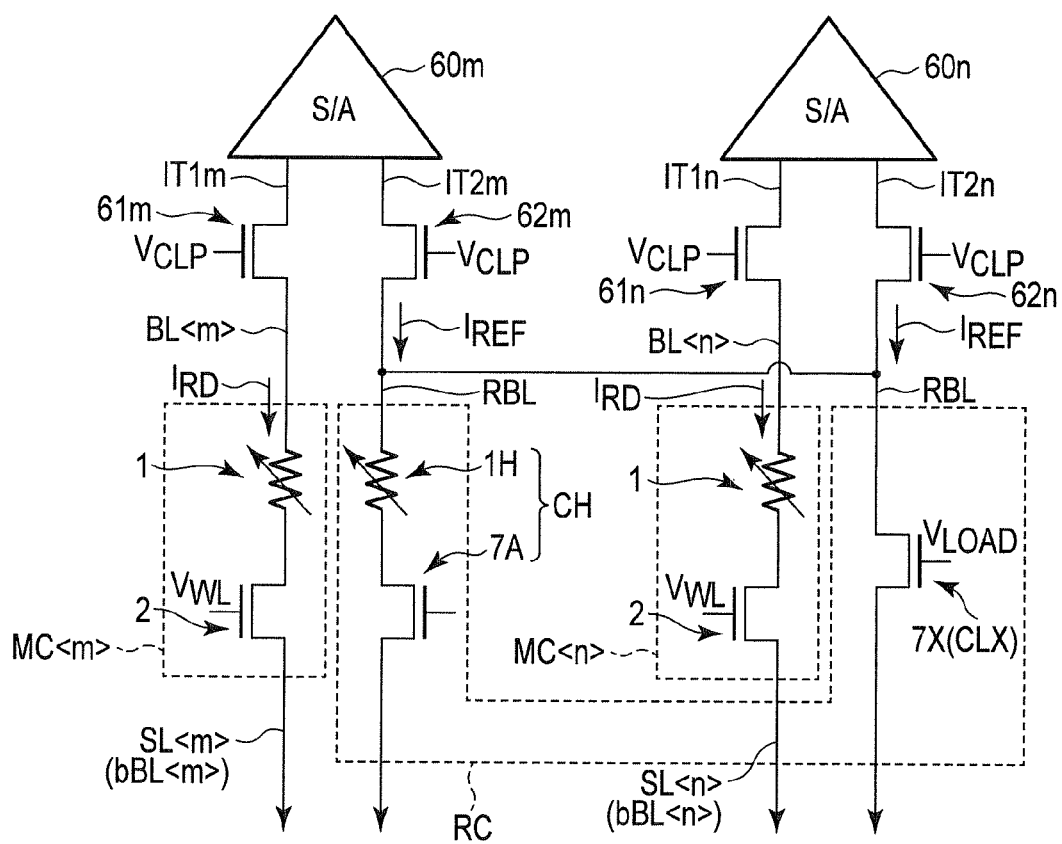 60m
S/A
IT1m
IT2m
61m
62m
VCLP
VCLP
BL<m>
IREF
IRD
RBL
1
1H
CH
7A
VWL
2
MC<m>
SL<m>
(bBL<m>)
RC
60n
S/A
IT1n
IT2n
VCLP
VCLP
61n
62n
BL<n>
IREF
IRD
RBL
1
VLOAD
VWL
2
7X(CLX)
MC<n>
SL<n>
(bBL<n>)